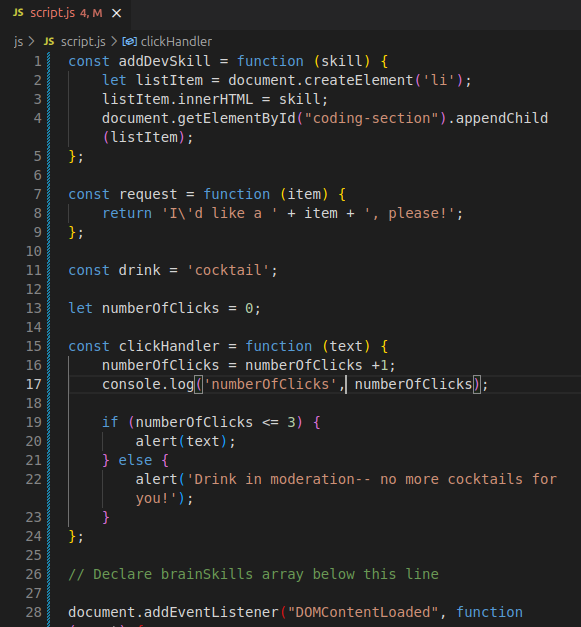 JS script.js 4, M ×
js > JS script.js > clickHandler
1 const addDevSkill = function (skill) {
2 let listItem = document.createElement('li');
3 listItem.innerHTML = skill;
4 document.getElementById("coding-section").appendChild
(listItem);
5 };
6
7 const request = function (item) {
8 return 'I\'d like a ' + item + ', please!';
9 };
10
11 const drink = 'cocktail';
12
13 let numberOfClicks = 0;
14
15 const clickHandler = function (text) {
16 numberOfClicks = numberOfClicks +1;
17 console.log('numberOfClicks', numberOfClicks);
18
19 if (numberOfClicks <= 3) {
20 alert(text);
21 } else {
22 alert('Drink in moderation-- no more cocktails for
you!');
23 }
24 };
25
26 // Declare brainSkills array below this line
27
28 document.addEventListener("DOMContentLoaded", function